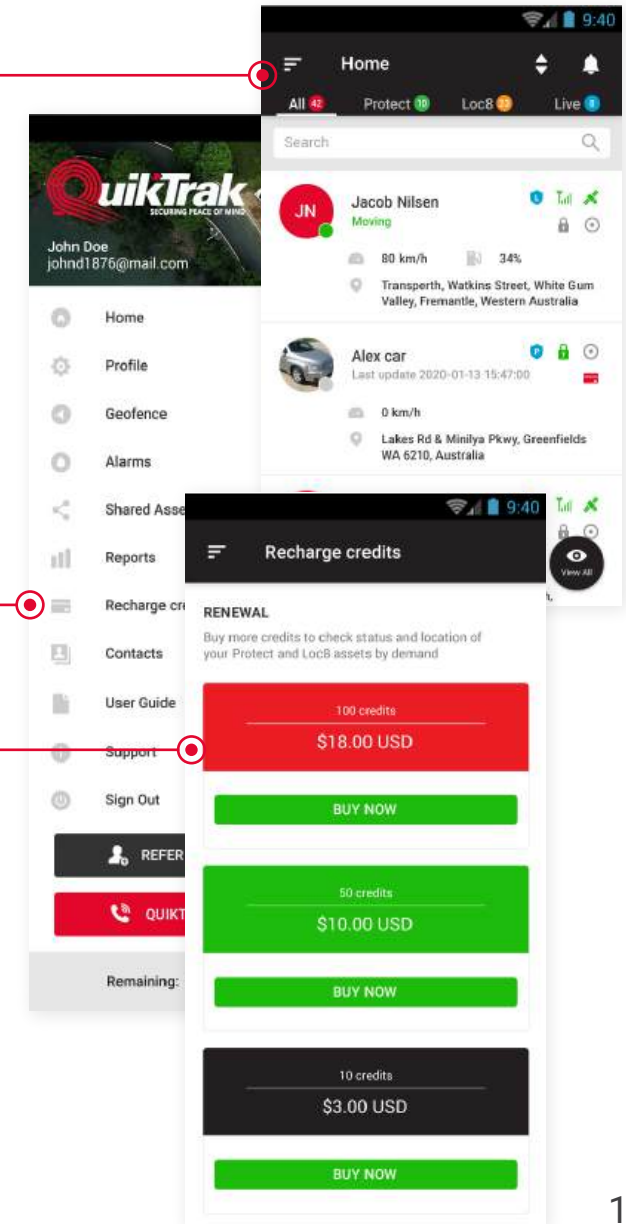 9:40
Home
All 42 Protect 10 Loc8 23 Live 8
Search
JN
Jacob Nilsen
Moving
80 km/h 34%
Transperth, Watkins Street, White Gum
Valley, Fremantle, Western Australia
Alex car
Last update 2020-01-13 15:47:00
0 km/h
Lakes Rd & Minilya Pkwy, Greenfields
WA 6210, Australia
View All
QuikTrak
SECURING PEACE OF MIND
John Doe
johnd1876@mail.com
Home
Profile
Geofence
Alarms
Shared Asse
Reports
Recharge cre
Contacts
User Guide
Support
Sign Out
REFER
QUIKT
Remaining:
9:40
Recharge credits
RENEWAL
Buy more credits to check status and location of
your Protect and Loc8 assets by demand
100 credits
$18.00 USD
BUY NOW
50 credits
$10.00 USD
BUY NOW
10 credits
$3.00 USD
BUY NOW
1